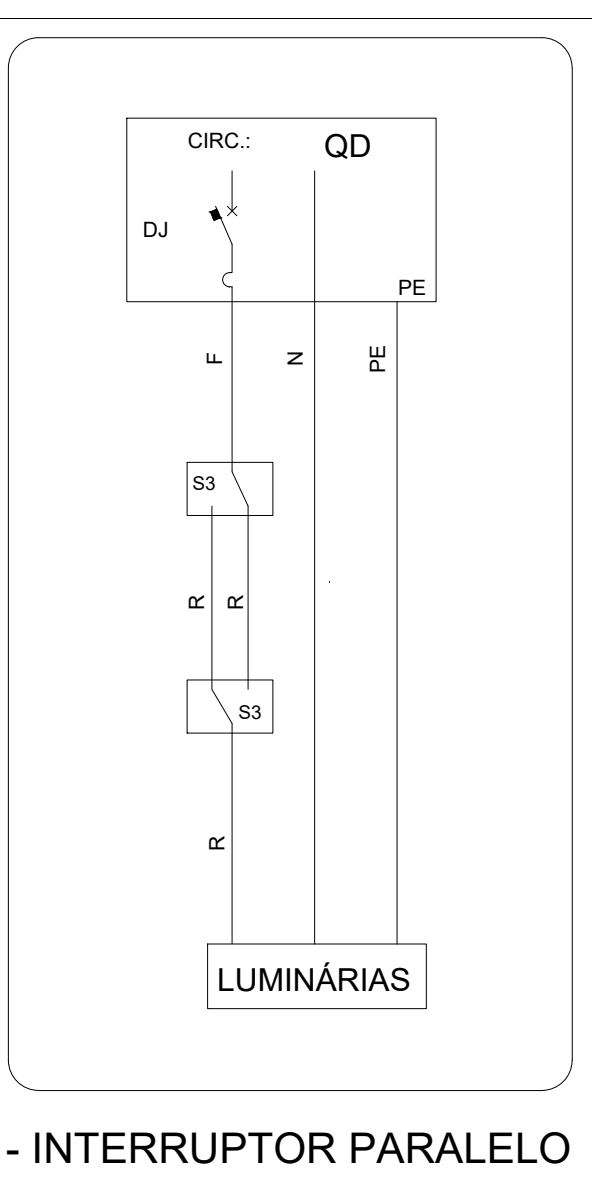 CIRC.: QD
DJ
PE
F N PE
S3
R R
S3
R
LUMINÁRIAS
- INTERRUPTOR PARALELO